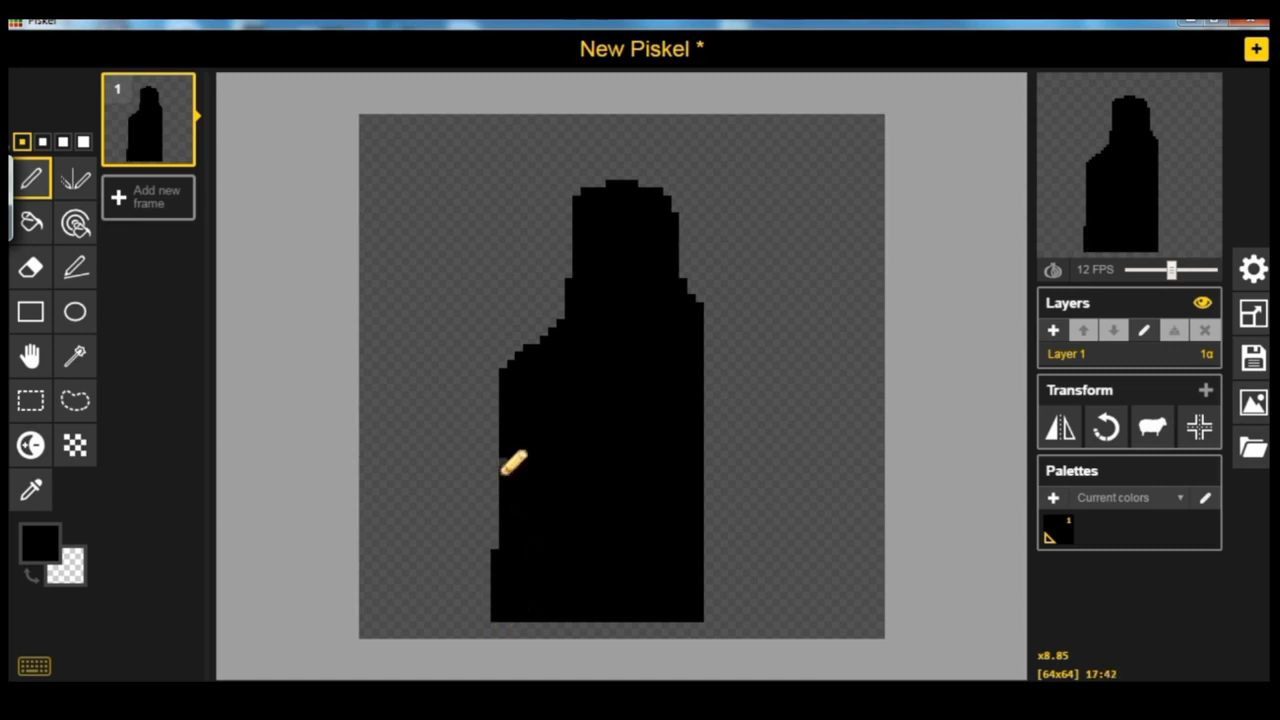 Piskel
New Piskel *
1
Add new
frame
12 FPS
Layers
Layer 1
1α
Transform
Palettes
Current colors
1
x8.85
[64x64] 17:42